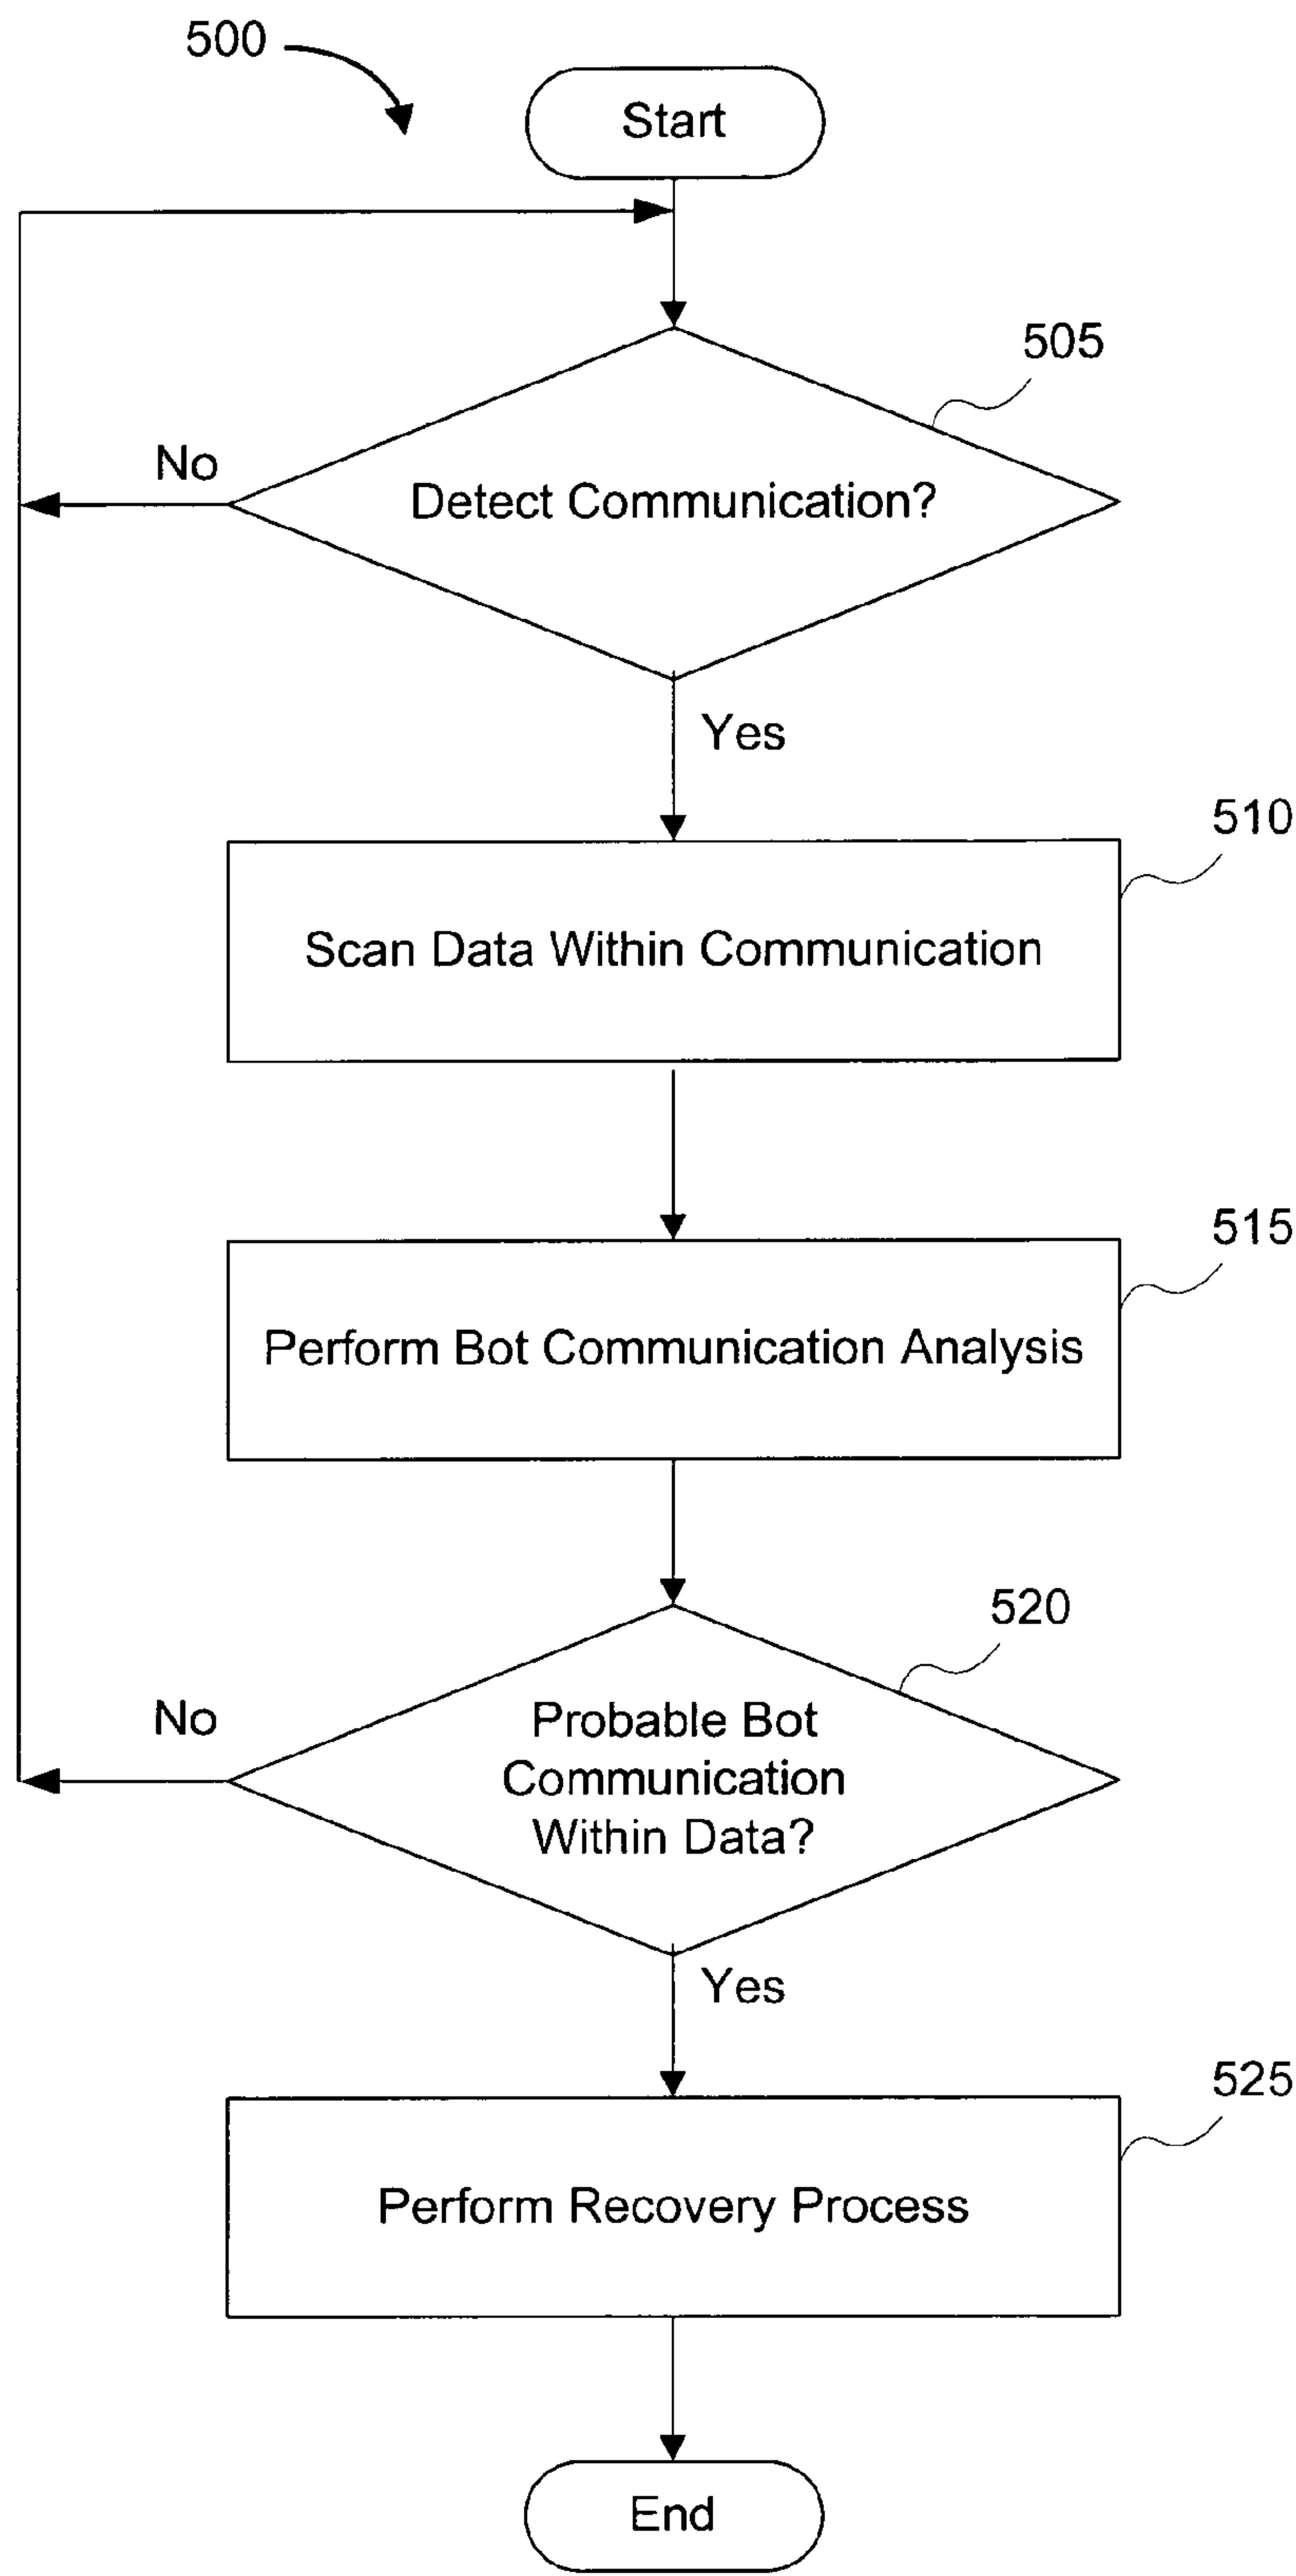 500
Start
505
No
Detect Communication?
Yes
510
Scan Data Within Communication
515
Perform Bot Communication Analysis
520
No
Probable Bot
Communication
Within Data?
Yes
525
Perform Recovery Process
End